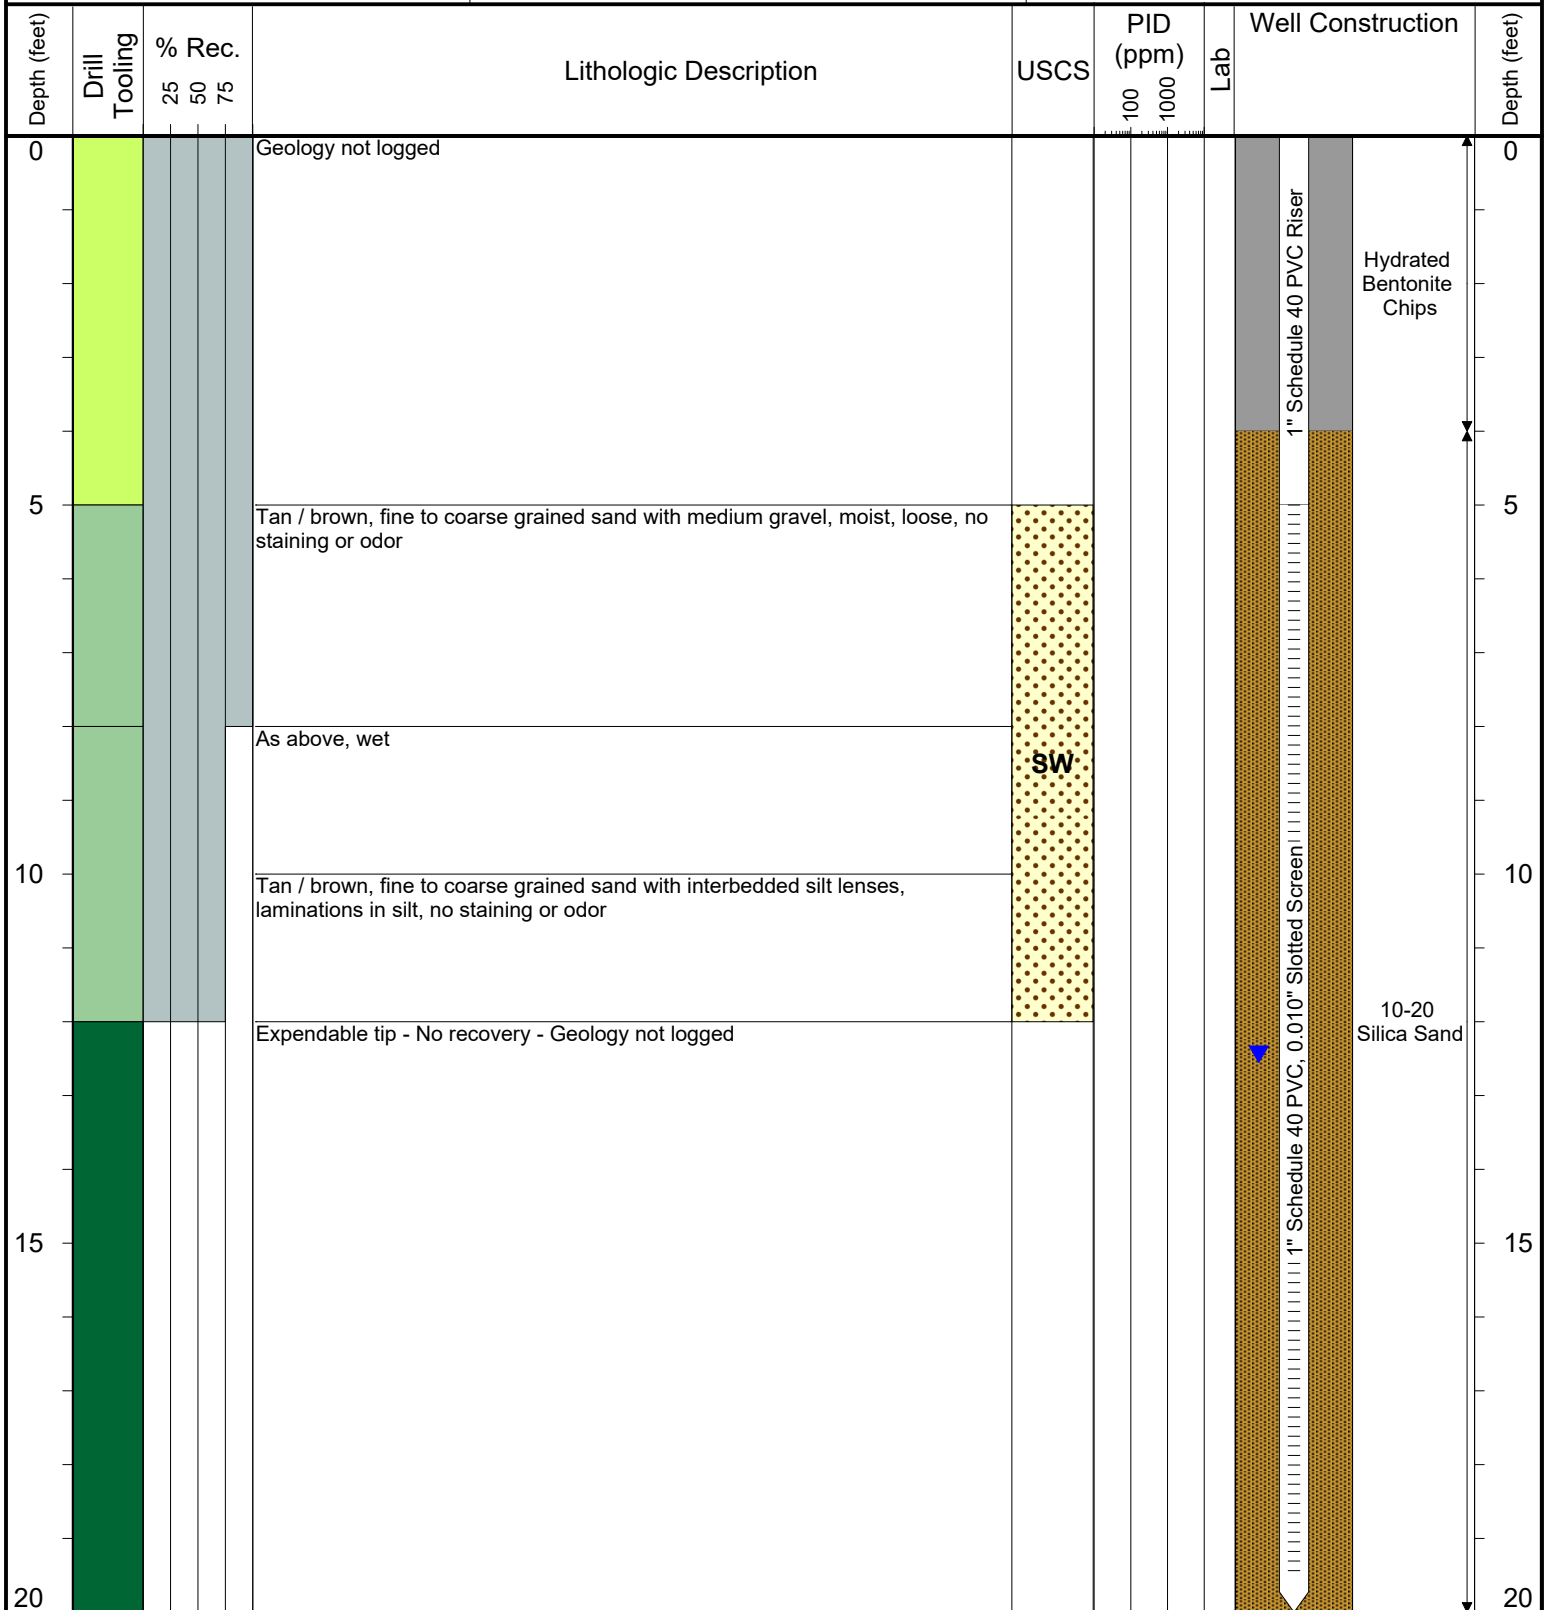 Depth (feet)
Drill
Tooling
% Rec.
25
50
75
Lithologic Description
USCS
PID
(ppm)
100
1000
Lab
Well Construction
Depth (feet)
0
Geology not logged
0
1" Schedule 40 PVC Riser
Hydrated
Bentonite
Chips
5
Tan / brown, fine to coarse grained sand with medium gravel, moist, loose, no
staining or odor
5
As above, wet
SW
10
Tan / brown, fine to coarse grained sand with interbedded silt lenses,
laminations in silt, no staining or odor
10
1" Schedule 40 PVC, 0.010" Slotted Screen
10-20
Silica Sand
Expendable tip - No recovery - Geology not logged
15
15
20
20